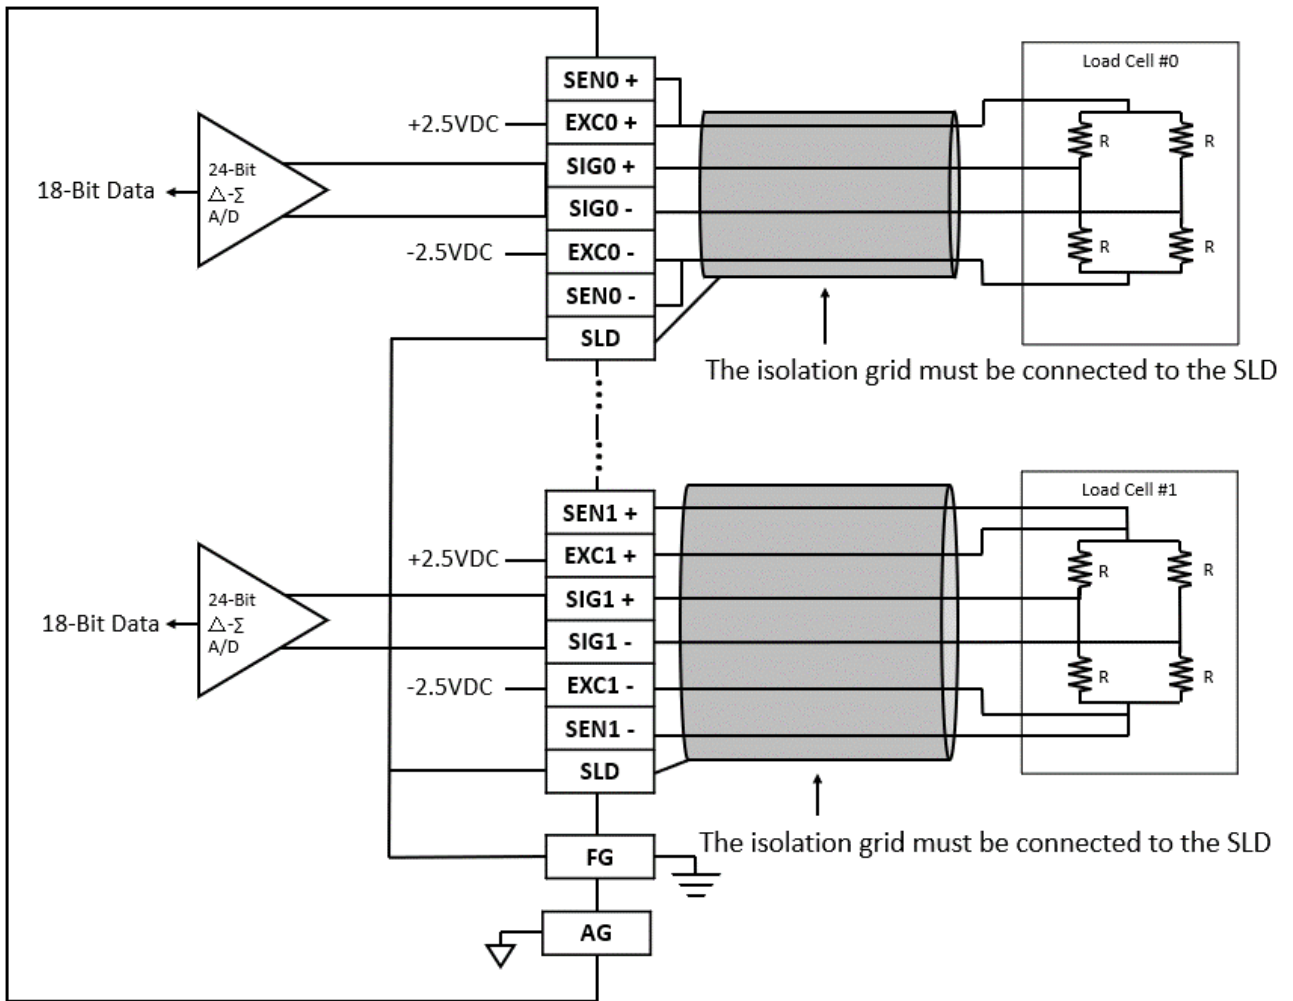 SEN0 +
Load Cell #0
+2.5VDC
EXC0 +
R
R
24-Bit
SIG0 +
18-Bit Data
△-Σ
A/D
SIG0 -
-2.5VDC
EXC0 -
R
R
SEN0 -
SLD
The isolation grid must be connected to the SLD
Load Cell #1
SEN1 +
+2.5VDC
EXC1 +
R
R
24-Bit
SIG1 +
18-Bit Data
△-Σ
A/D
SIG1 -
-2.5VDC
EXC1 -
R
R
SEN1 -
SLD
The isolation grid must be connected to the SLD
FG
AG